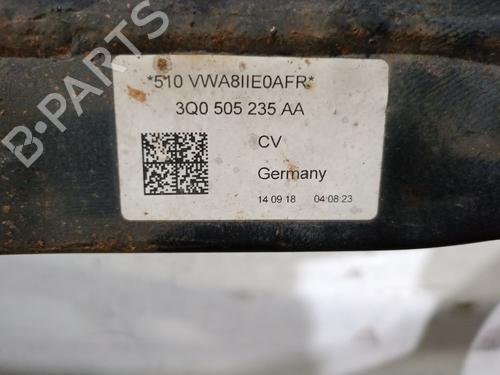 *510 VWA8IIE0AFR*
3Q0 505 235 AA
CV
Germany
14 09 18 04:08:23
B-PARTS